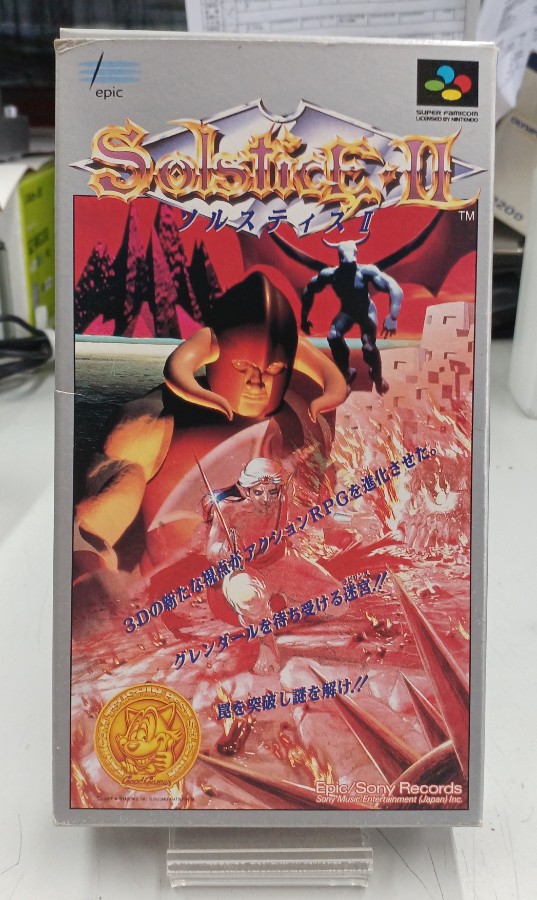 epic
SUPER FAMICOM
LICENSED BY NINTENDO
SolsticE・II
TM
ソルスティスII
3Dの新たな視点がアクションRPGを進化させた。
グレンダールを待ち受ける迷宮!!
罠を突破し謎を解け!!
Good Games
Epic/Sony Records
Sony Music Entertainment (Japan) Inc.
OLYMPUS